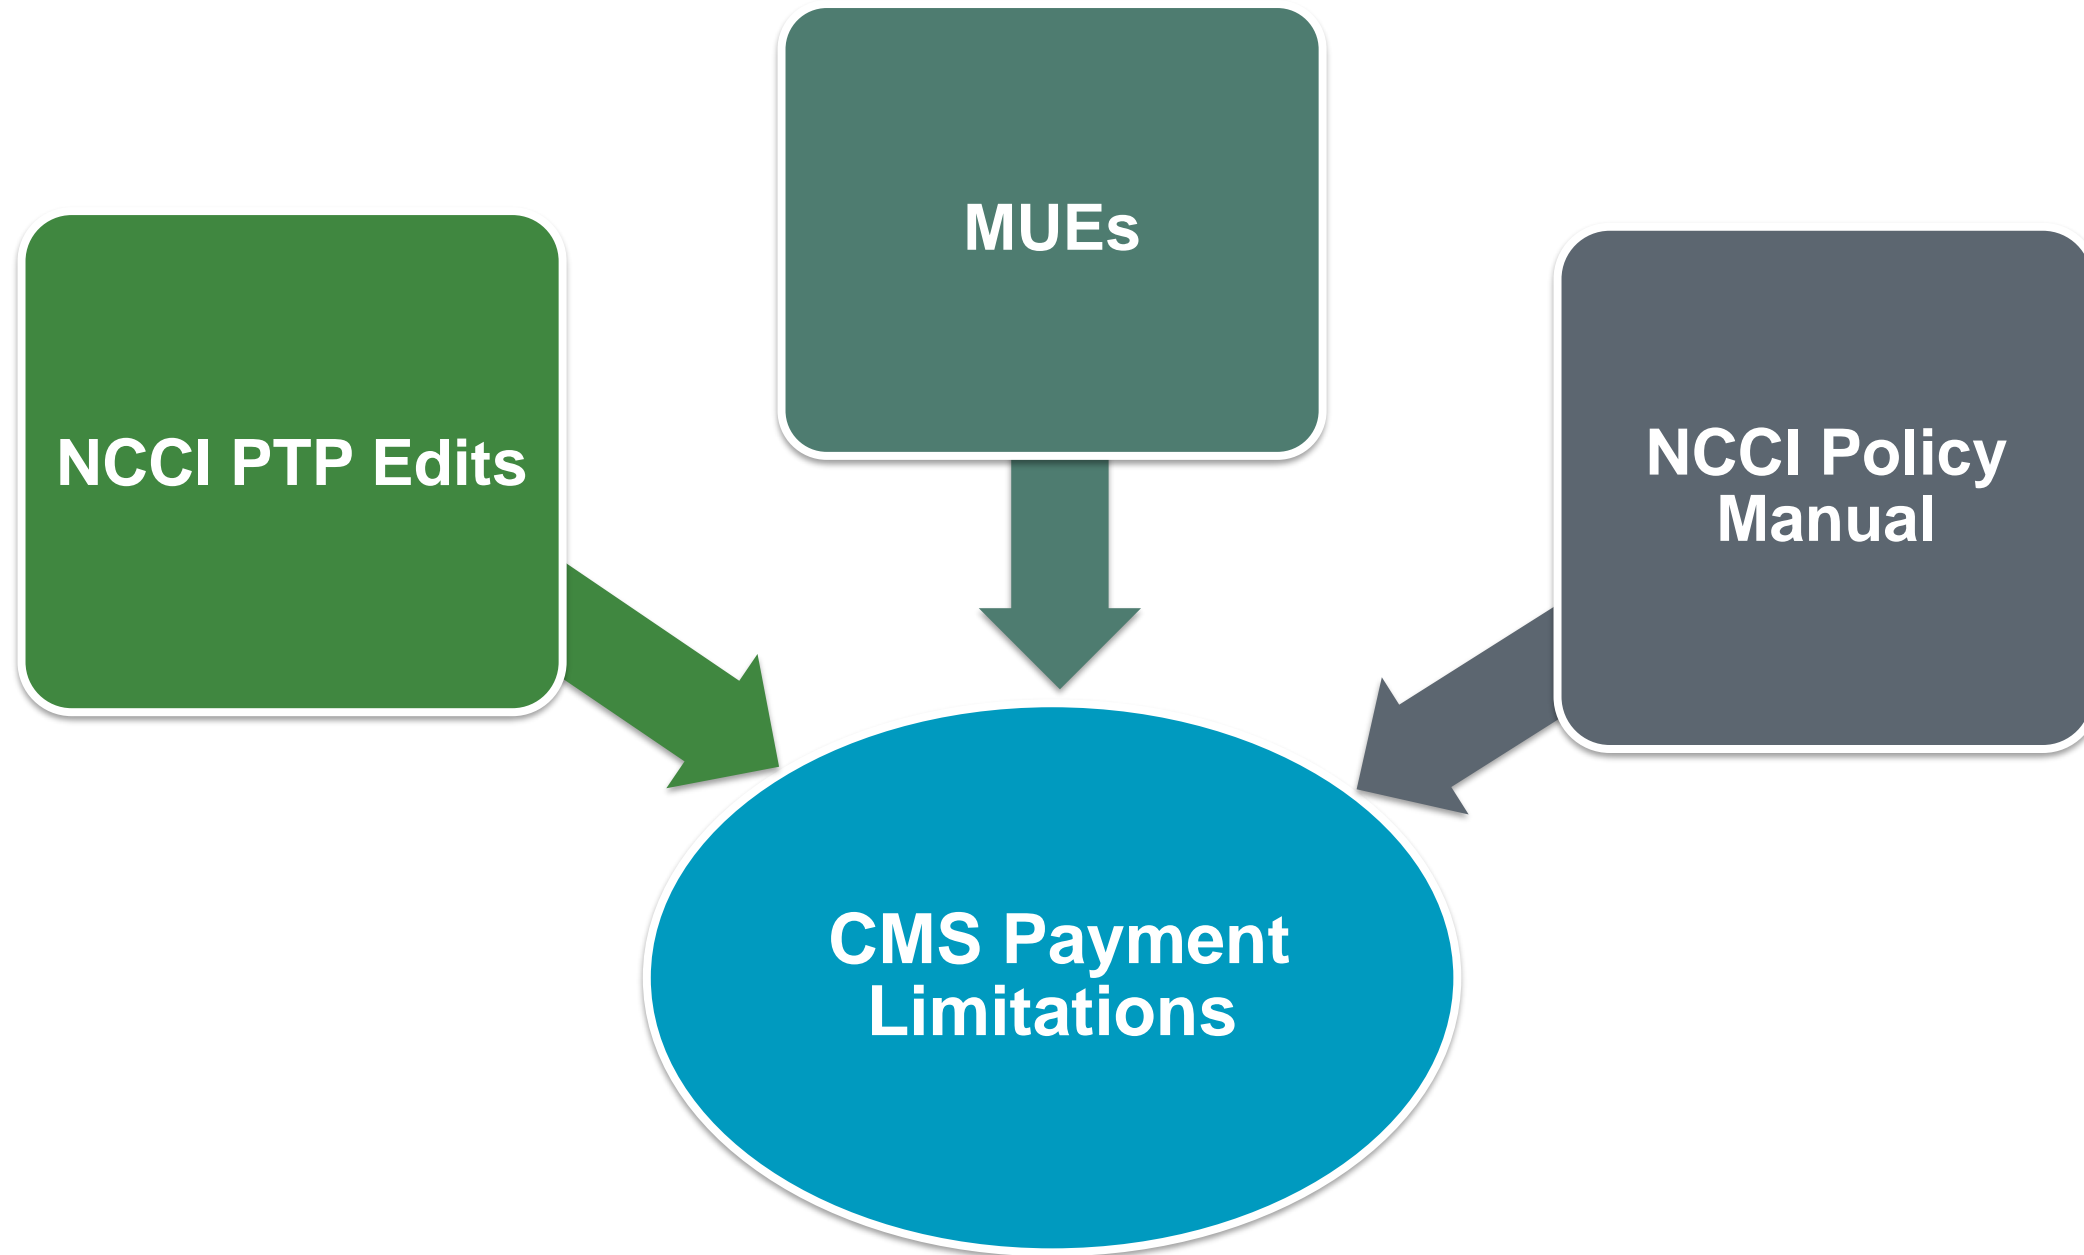 MUEs
NCCI PTP Edits
NCCI Policy
Manual
CMS Payment
Limitations